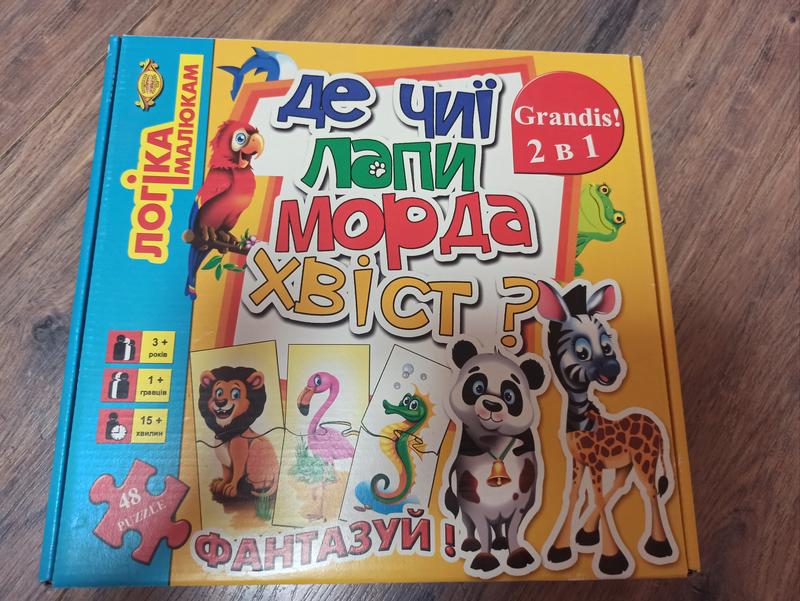 ЛОГІКА
МАЛЮКАМ
ДЕ ЧИЇ
ЛАПИ
МОРДА
ХВІСТ ?
Grandis!
2 в 1
3 +
років
1 +
гравців
15 +
хвилин
48
PUZZLE
ФАНТАЗУЙ !